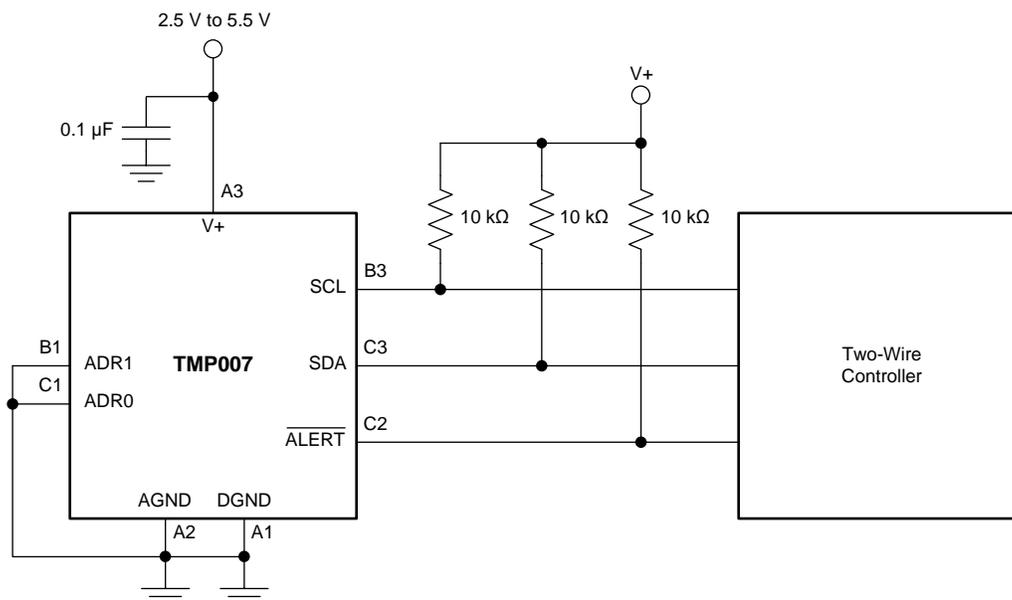 2.5 V to 5.5 V
V+
0.1 µF
A3
V+
10 kΩ
10 kΩ
10 kΩ
B3
SCL
B1
ADR1
TMP007
SDA
C3
Two-Wire
Controller
C1
ADR0
ALERT
C2
AGND
DGND
A2
A1